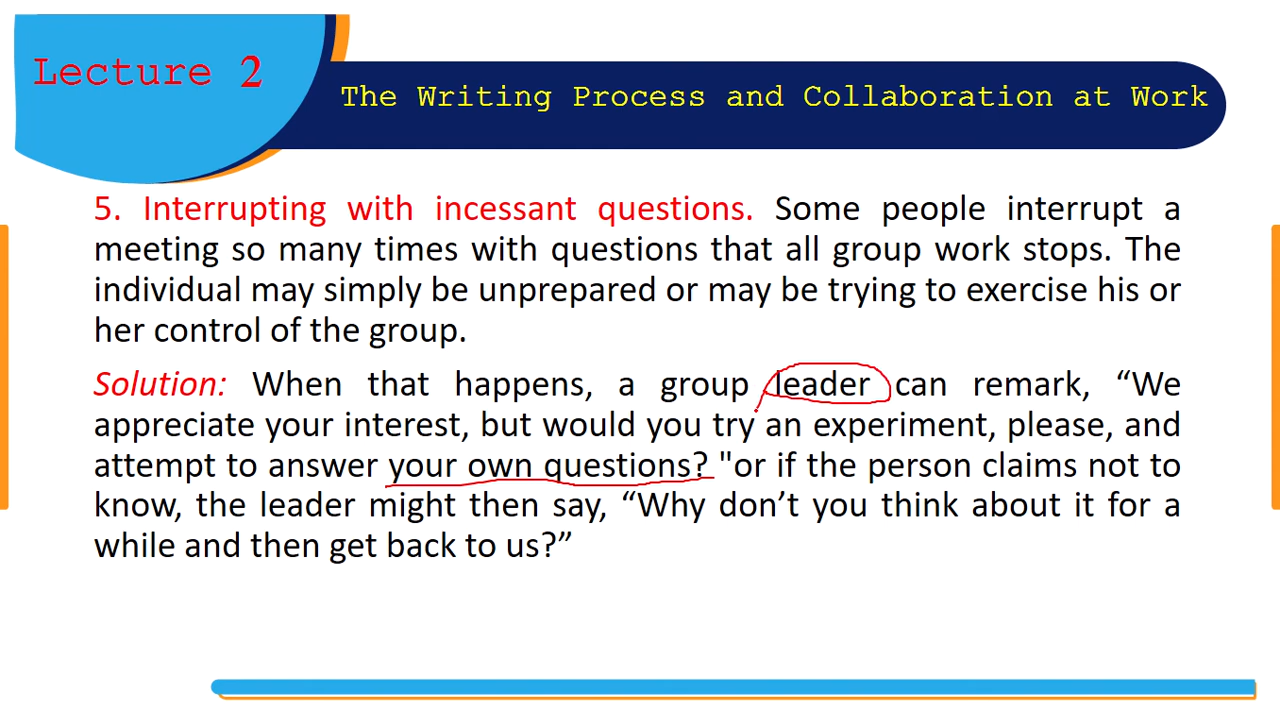 Lecture 2
The Writing Process and Collaboration at Work
5. Interrupting with incessant questions. Some people interrupt a
meeting so many times with questions that all group work stops. The
individual may simply be unprepared or may be trying to exercise his or
her control of the group.
Solution: When that happens, a group leader can remark, “We
appreciate your interest, but would you try an experiment, please, and
attempt to answer your own questions? "or if the person claims not to
know, the leader might then say, “Why don’t you think about it for a
while and then get back to us?”